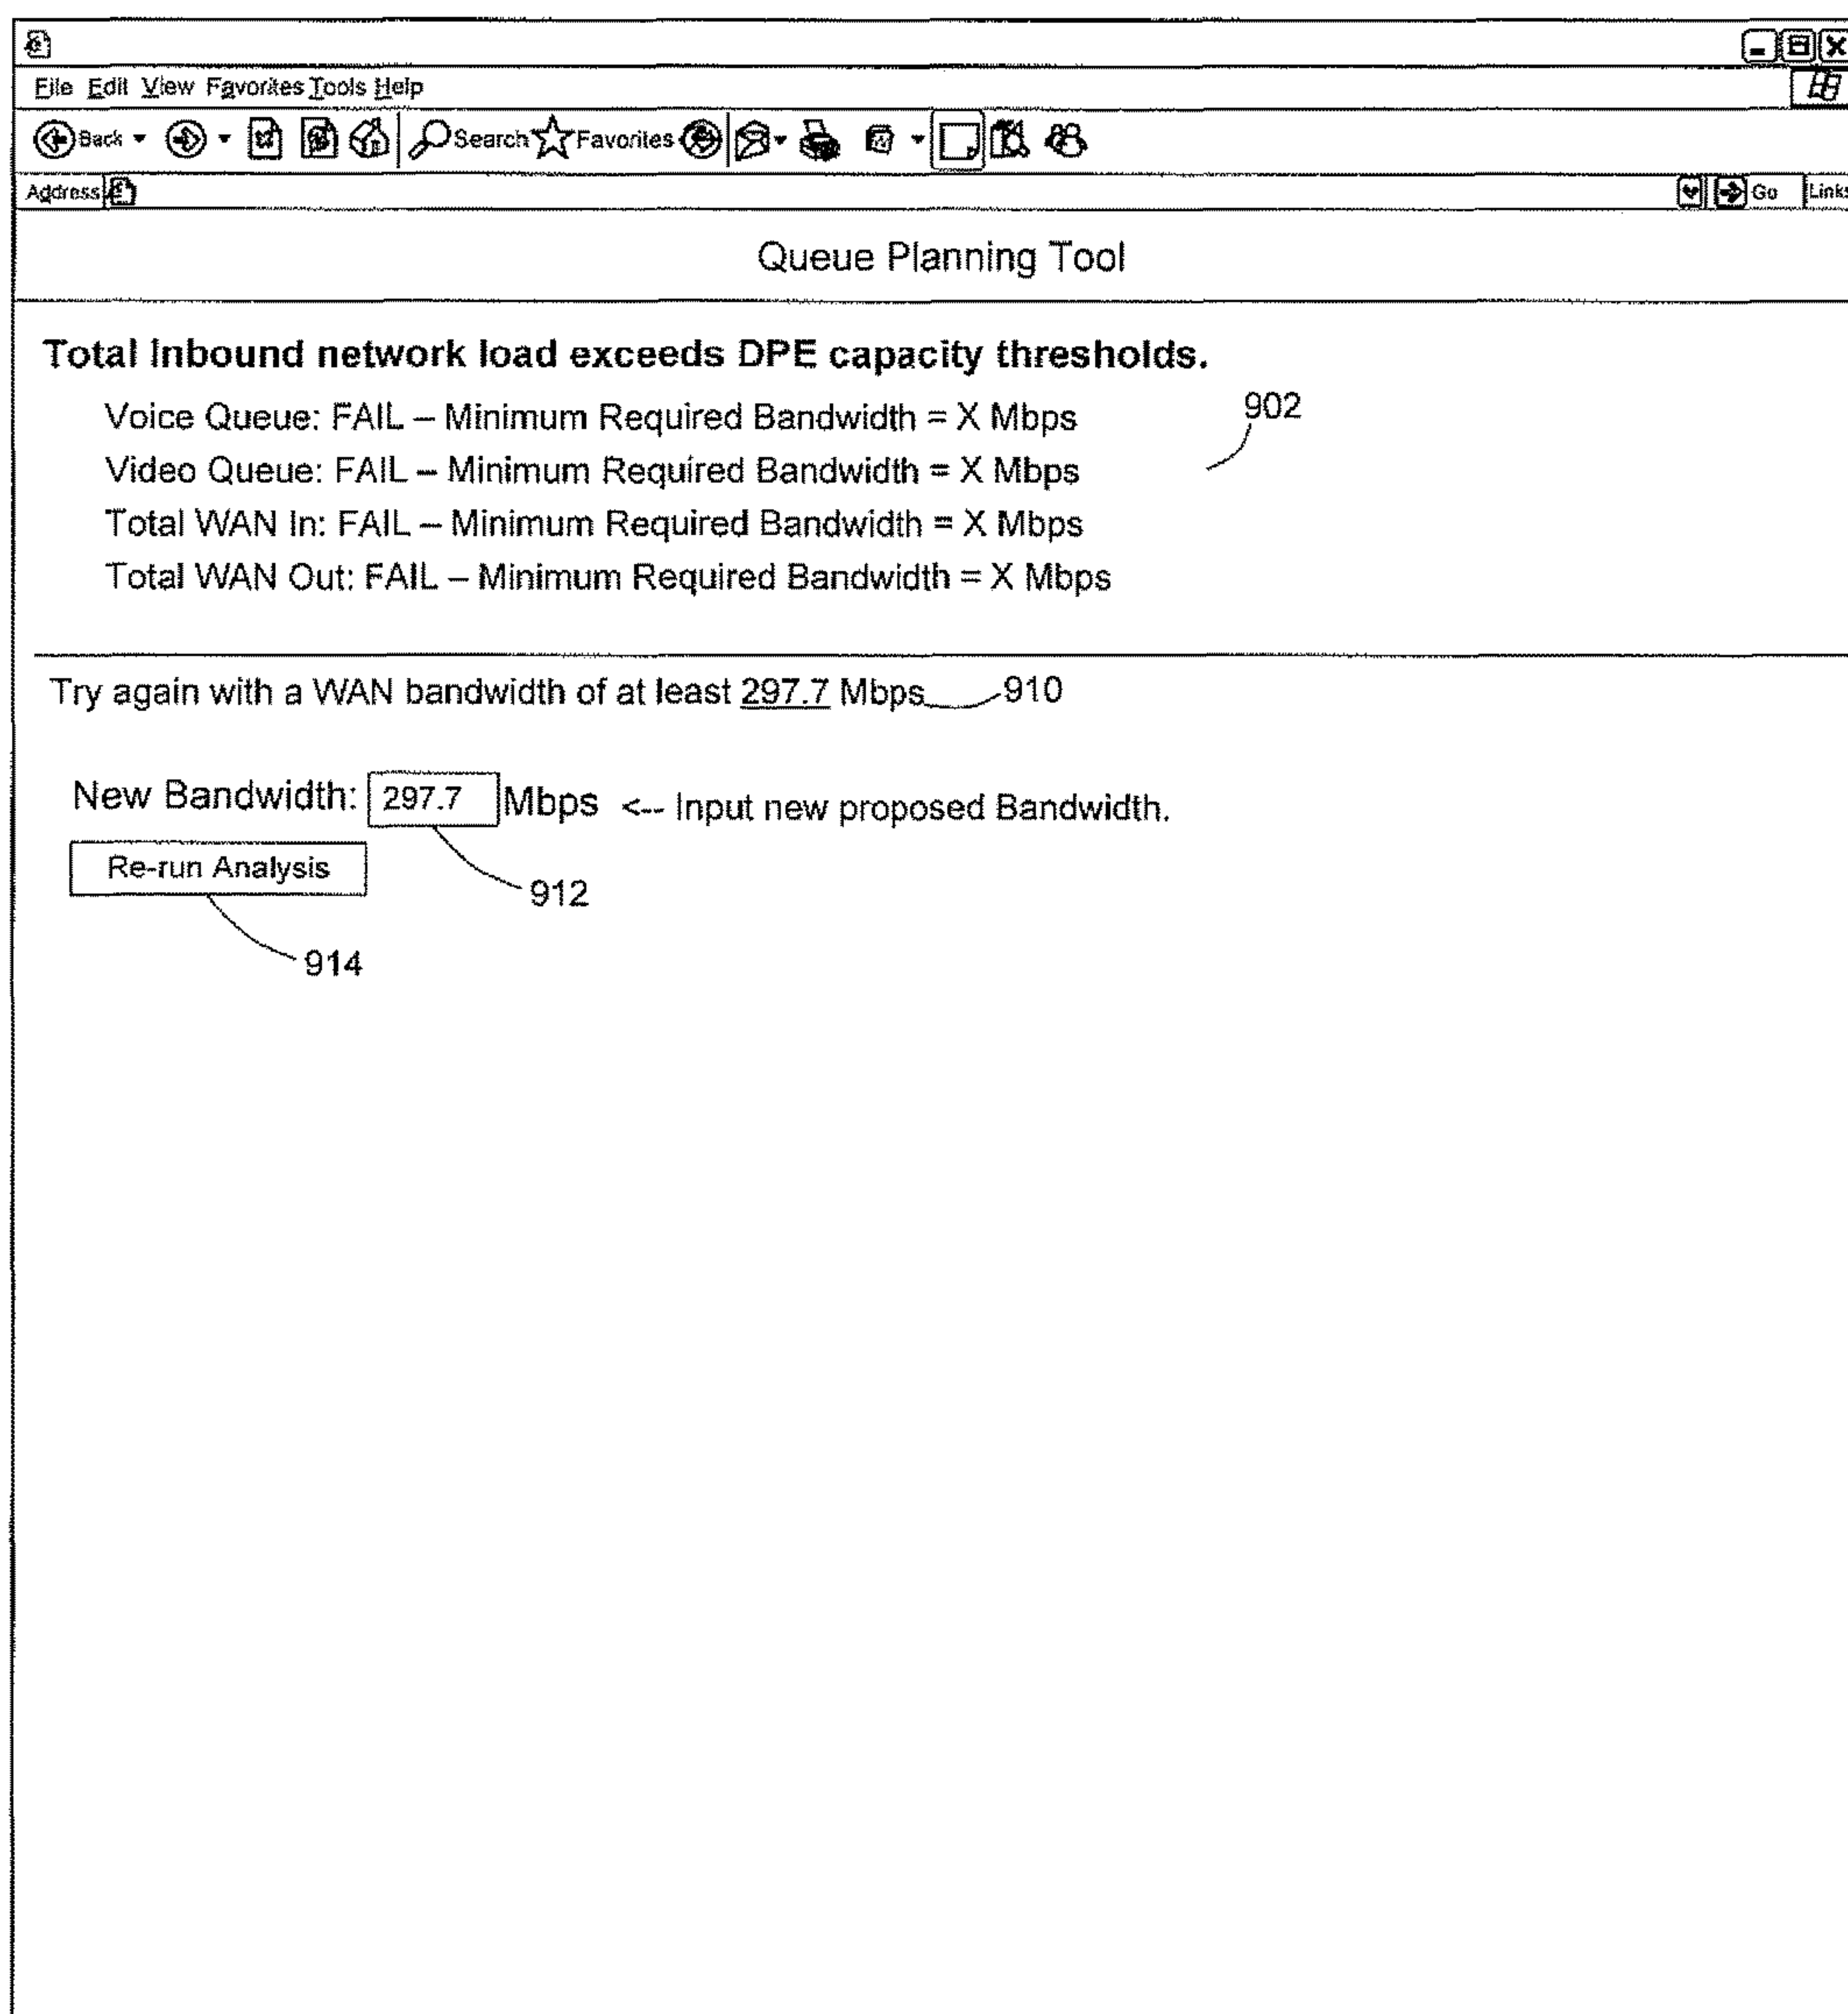 File Edit View Favorites Tools Help
Back Search Favorites
Address Go Links
Queue Planning Tool
Total Inbound network load exceeds DPE capacity thresholds.
Voice Queue: FAIL – Minimum Required Bandwidth = X Mbps
902
Video Queue: FAIL – Minimum Required Bandwidth = X Mbps
Total WAN In: FAIL – Minimum Required Bandwidth = X Mbps
Total WAN Out: FAIL – Minimum Required Bandwidth = X Mbps
Try again with a WAN bandwidth of at least 297.7 Mbps 910
New Bandwidth: 297.7 Mbps <-- Input new proposed Bandwidth.
Re-run Analysis
912
914